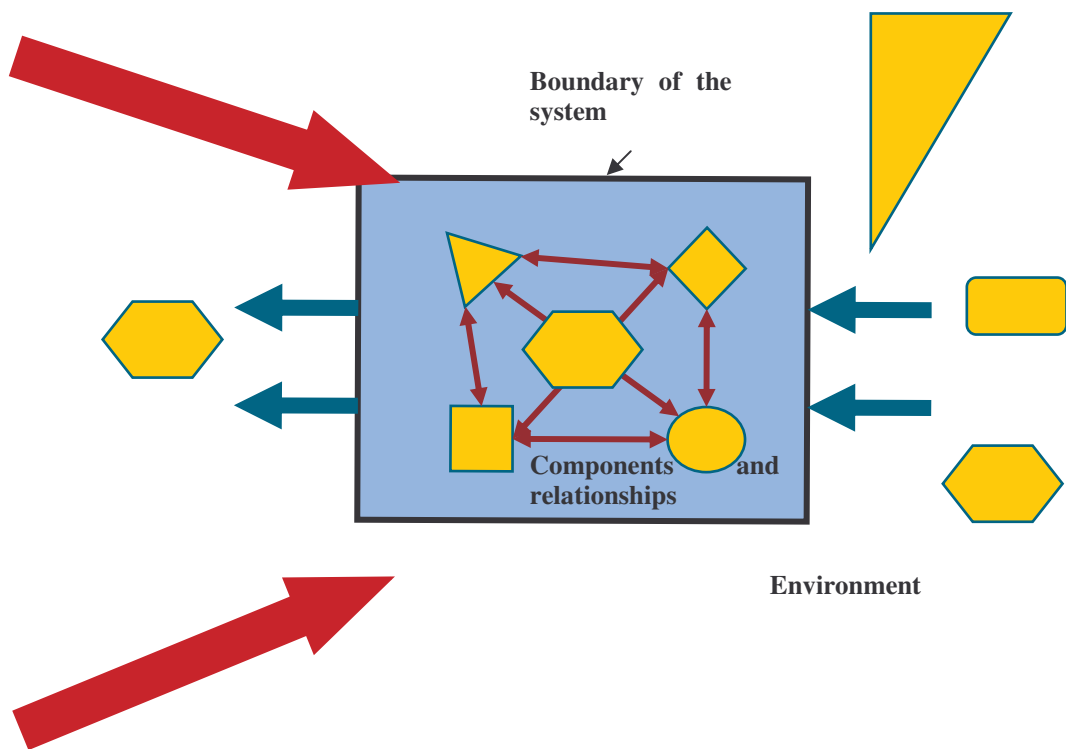 Boundary of the
system
Components and
relationships
Environment